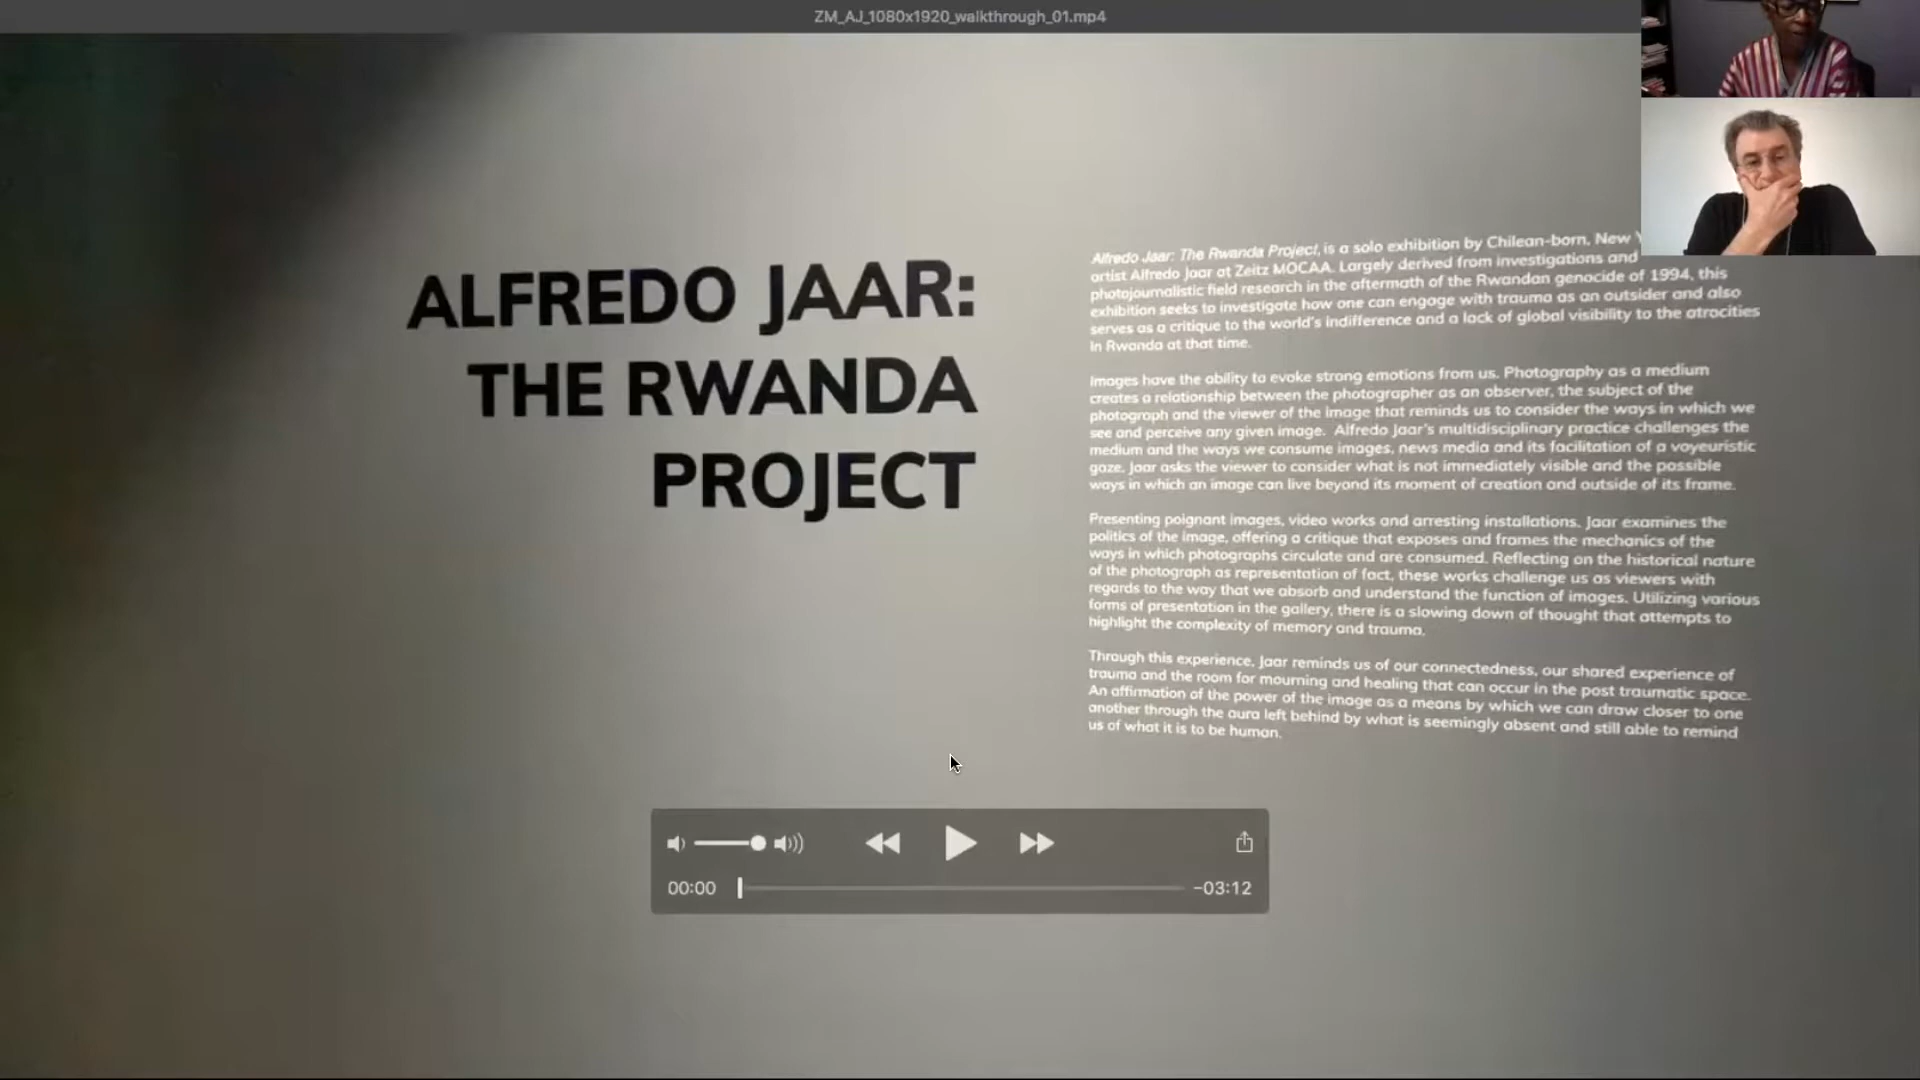 ZM_AJ_1080x1920_walkthrough_01.mp4
ALFREDO JAAR:
THE RWANDA
PROJECT
Alfredo Jaar: The Rwanda Project, is a solo exhibition by Chilean-born, New
artist Alfredo Jaar at Zeitz MOCAA. Largely derived from investigations and
photojournalistic field research in the aftermath of the Rwandan genocide of 1994, this
exhibition seeks to investigate how one can engage with trauma as an outsider and also
serves as a critique to the world's indifference and a lack of global visibility to the atrocities
in Rwanda at that time.
Images have the ability to evoke strong emotions from us. Photography as a medium
creates a relationship between the photographer as an observer, the subject of the
photograph and the viewer of the image that reminds us to consider the ways in which we
see and perceive any given image. Alfredo Jaar's multidisciplinary practice challenges the
medium and the ways we consume images, news media and its facilitation of a voyeuristic
gaze. Jaar asks the viewer to consider what is not immediately visible and the possible
ways in which an image can live beyond its moment of creation and outside of its frame.
Presenting poignant images, video works and arresting installations, Jaar examines the
politics of the image, offering a critique that exposes and frames the mechanics of the
ways in which photographs circulate and are consumed. Reflecting on the historical nature
of the photograph as representation of fact, these works challenge us as viewers with
regards to the way that we absorb and understand the function of images. Utilizing various
forms of presentation in the gallery, there is a slowing down of thought that attempts to
highlight the complexity of memory and trauma.
Through this experience, Jaar reminds us of our connectedness, our shared experience of
trauma and the room for mourning and healing that can occur in the post traumatic space.
An affirmation of the power of the image as a means by which we can draw closer to one
another through the aura left behind by what is seemingly absent and still able to remind
us of what it is to be human.
00:00
-03:12